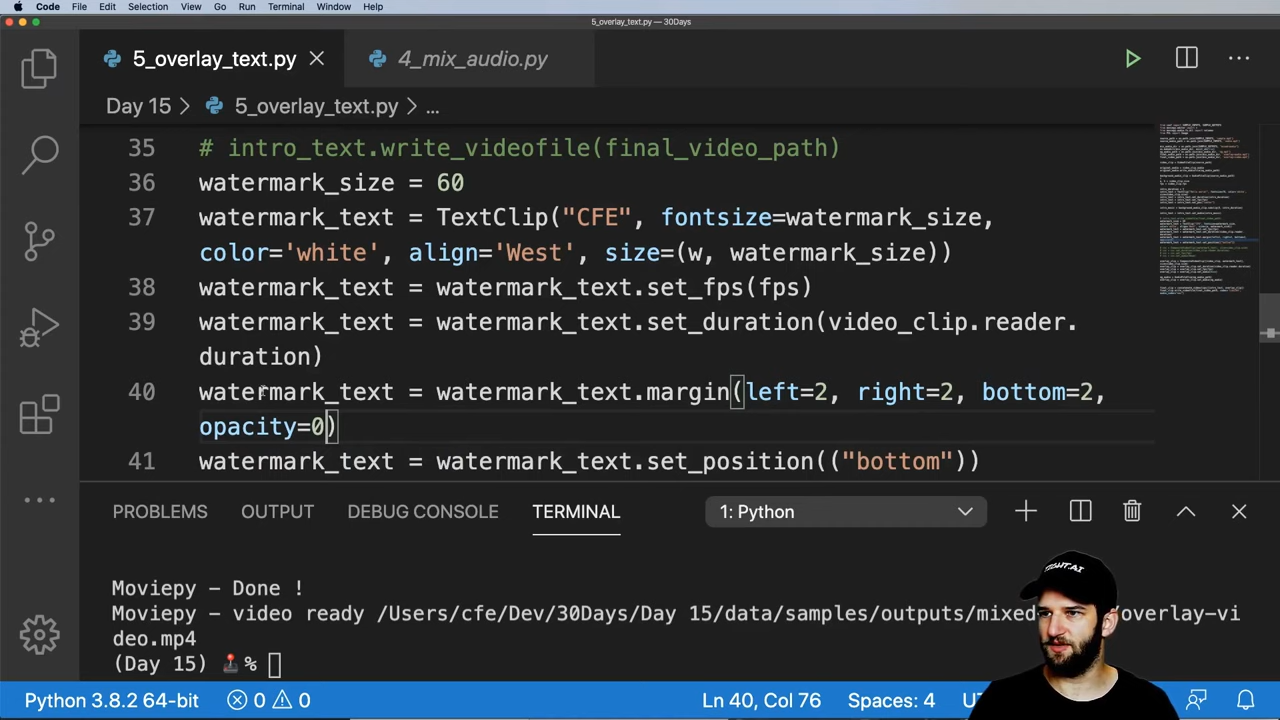 Code File Edit Selection View Go Run Terminal Window Help
5_overlay_text.py — 30Days
5_overlay_text.py
4_mix_audio.py
Day 15 > 5_overlay_text.py > ...
35 # intro_text.write_videofile(final_video_path)
36 watermark_size = 60
37 watermark_text = TextClip("CFE", fontsize=watermark_size,
color='white', align='West', size=(w, watermark_size))
38 watermark_text = watermark_text.set_fps(fps)
39 watermark_text = watermark_text.set_duration(video_clip.reader.
duration)
40 watermark_text = watermark_text.margin(left=2, right=2, bottom=2,
opacity=0)
41 watermark_text = watermark_text.set_position(("bottom"))
PROBLEMS OUTPUT DEBUG CONSOLE TERMINAL 1: Python
Moviepy - Done !
Moviepy - video ready /Users/cfe/Dev/30Days/Day 15/data/samples/outputs/mixed
overlay-vi
deo.mp4
(Day 15) %
Python 3.8.2 64-bit 0 0 Ln 40, Col 76 Spaces: 4